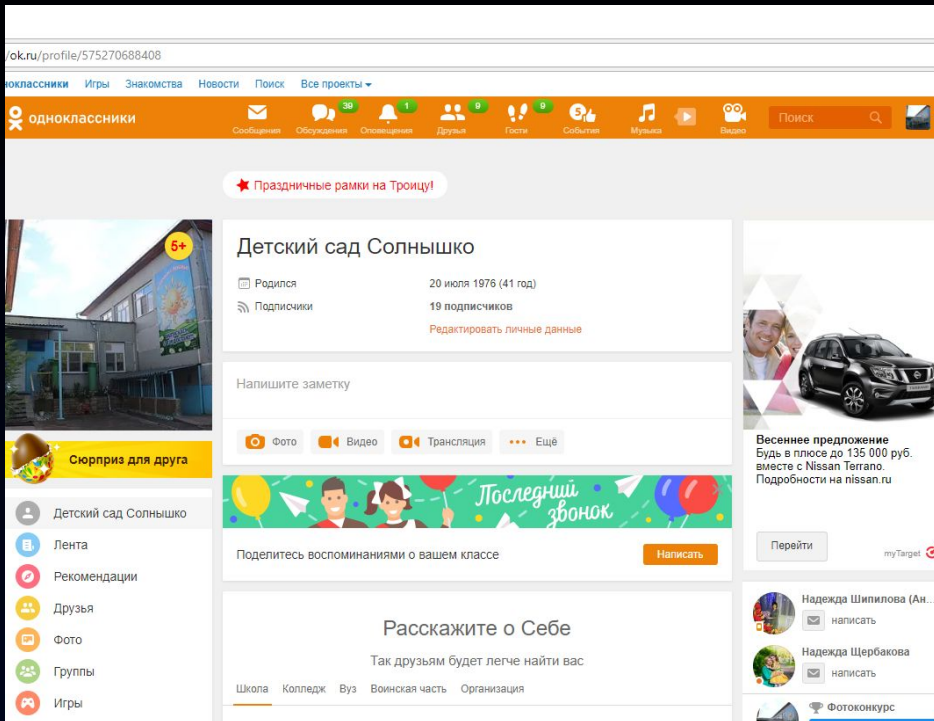 /ok.ru/profile/575270688408
ноклассники Игры Знакомства Новости Поиск Все проекты
одноклассники
39 1 9 9 5
Сообщения Обсуждения Оповещения Друзья Гости События Музыка Видео Поиск
Праздничные рамки на Троицу!
5+
Детский сад Солнышко
Родился 20 июля 1976 (41 год)
Подписчики 19 подписчиков
Редактировать личные данные
Напишите заметку
Фото Видео Трансляция Ещё
Сюрприз для друга
Последний звонок
Поделитесь воспоминаниями о вашем классе Написать
Расскажите о Себе
Так друзьям будет легче найти вас
Школа Колледж Вуз Воинская часть Организация
Детский сад Солнышко
Лента
Рекомендации
Друзья
Фото
Группы
Игры
Весеннее предложение
Будь в плюсе до 135 000 руб.
вместе с Nissan Terrano.
Подробности на nissan.ru
Перейти myTarget
Надежда Шипилова (Ан...
написать
Надежда Щербакова
написать
Фотоконкурс